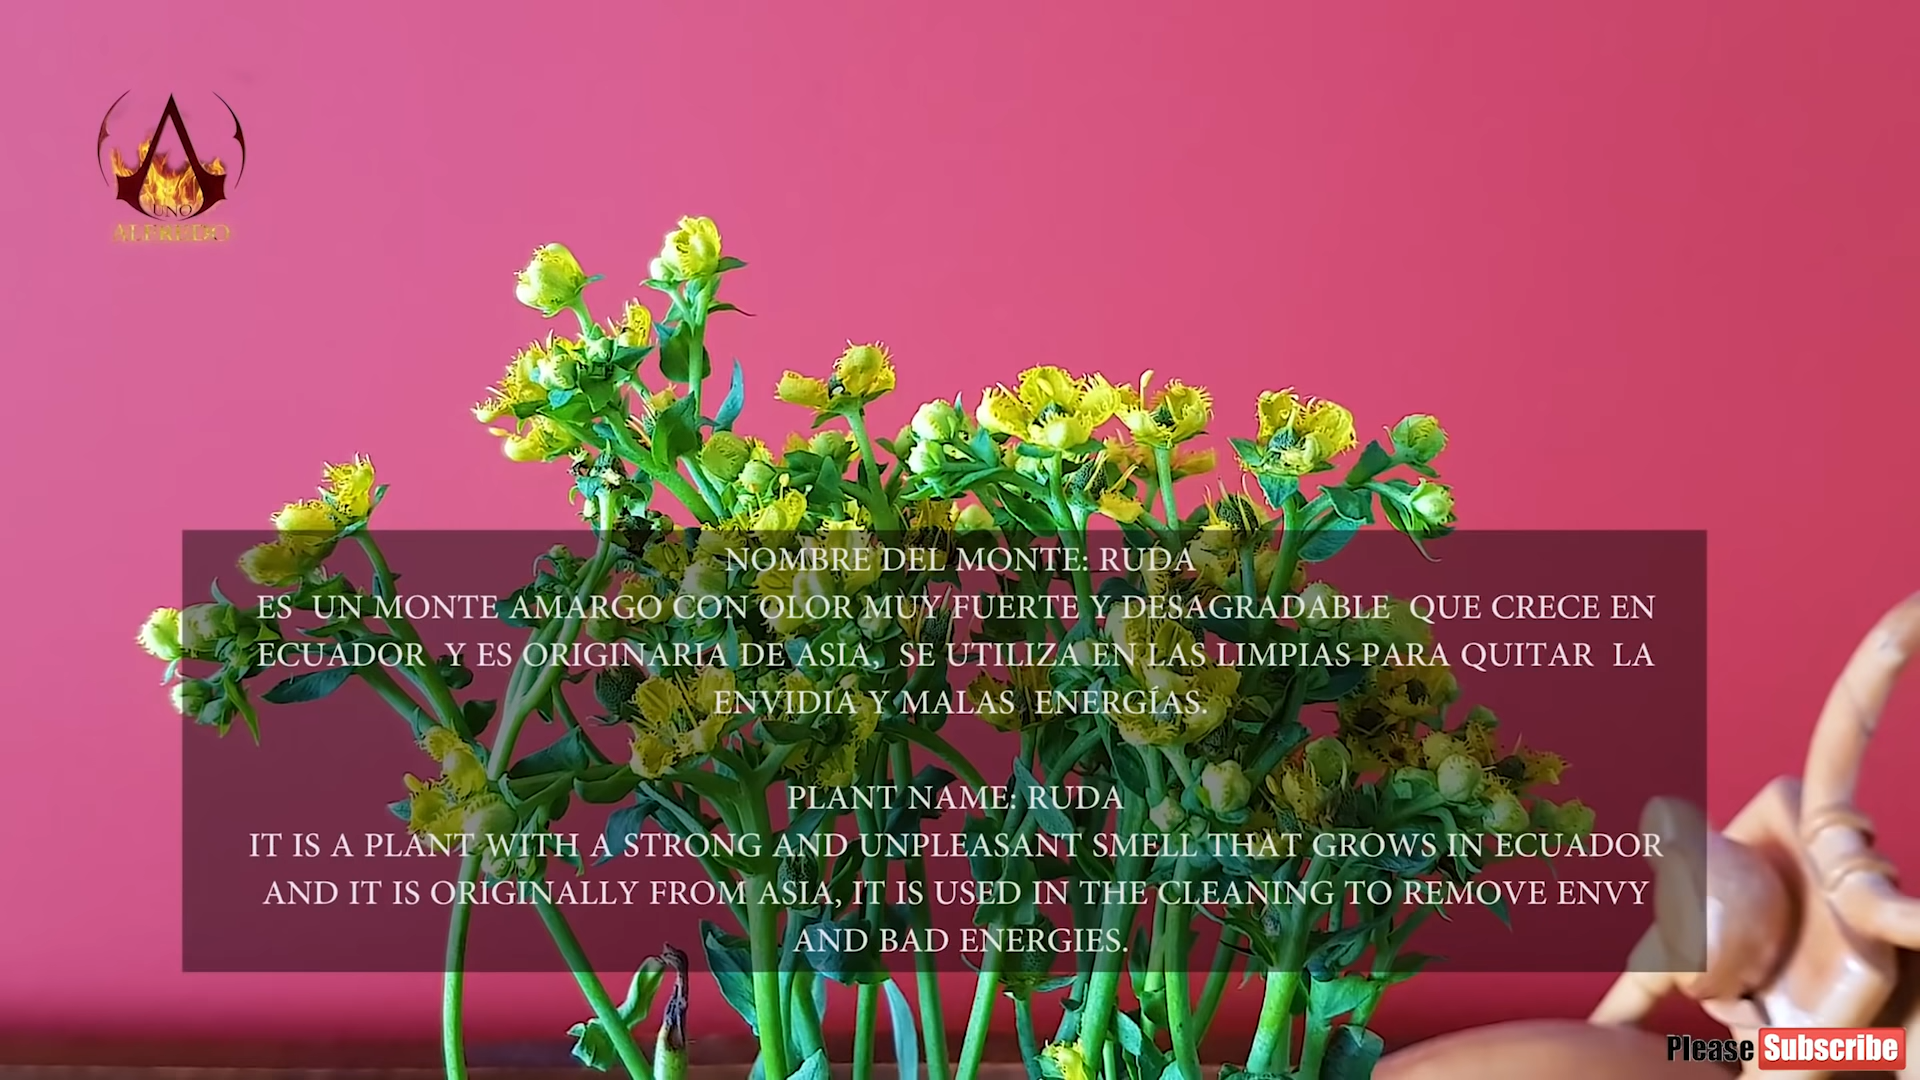 UNO
ALFREDO
NOMBRE DEL MONTE: RUDA
ES UN MONTE AMARGO CON OLOR MUY FUERTE Y DESAGRADABLE QUE CRECE EN
ECUADOR Y ES ORIGINARIA DE ASIA, SE UTILIZA EN LAS LIMPIAS PARA QUITAR LA
ENVIDIA Y MALAS ENERGÍAS.
PLANT NAME: RUDA
IT IS A PLANT WITH A STRONG AND UNPLEASANT SMELL THAT GROWS IN ECUADOR
AND IT IS ORIGINALLY FROM ASIA, IT IS USED IN THE CLEANING TO REMOVE ENVY
AND BAD ENERGIES.
Please Subscribe